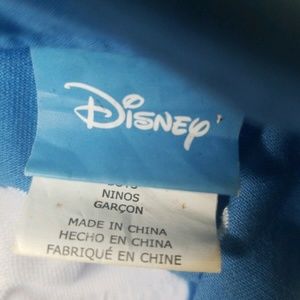 Disney
NINOS
GARÇON
MADE IN CHINA
HECHO EN CHINA
FABRIQUÉ EN CHINE